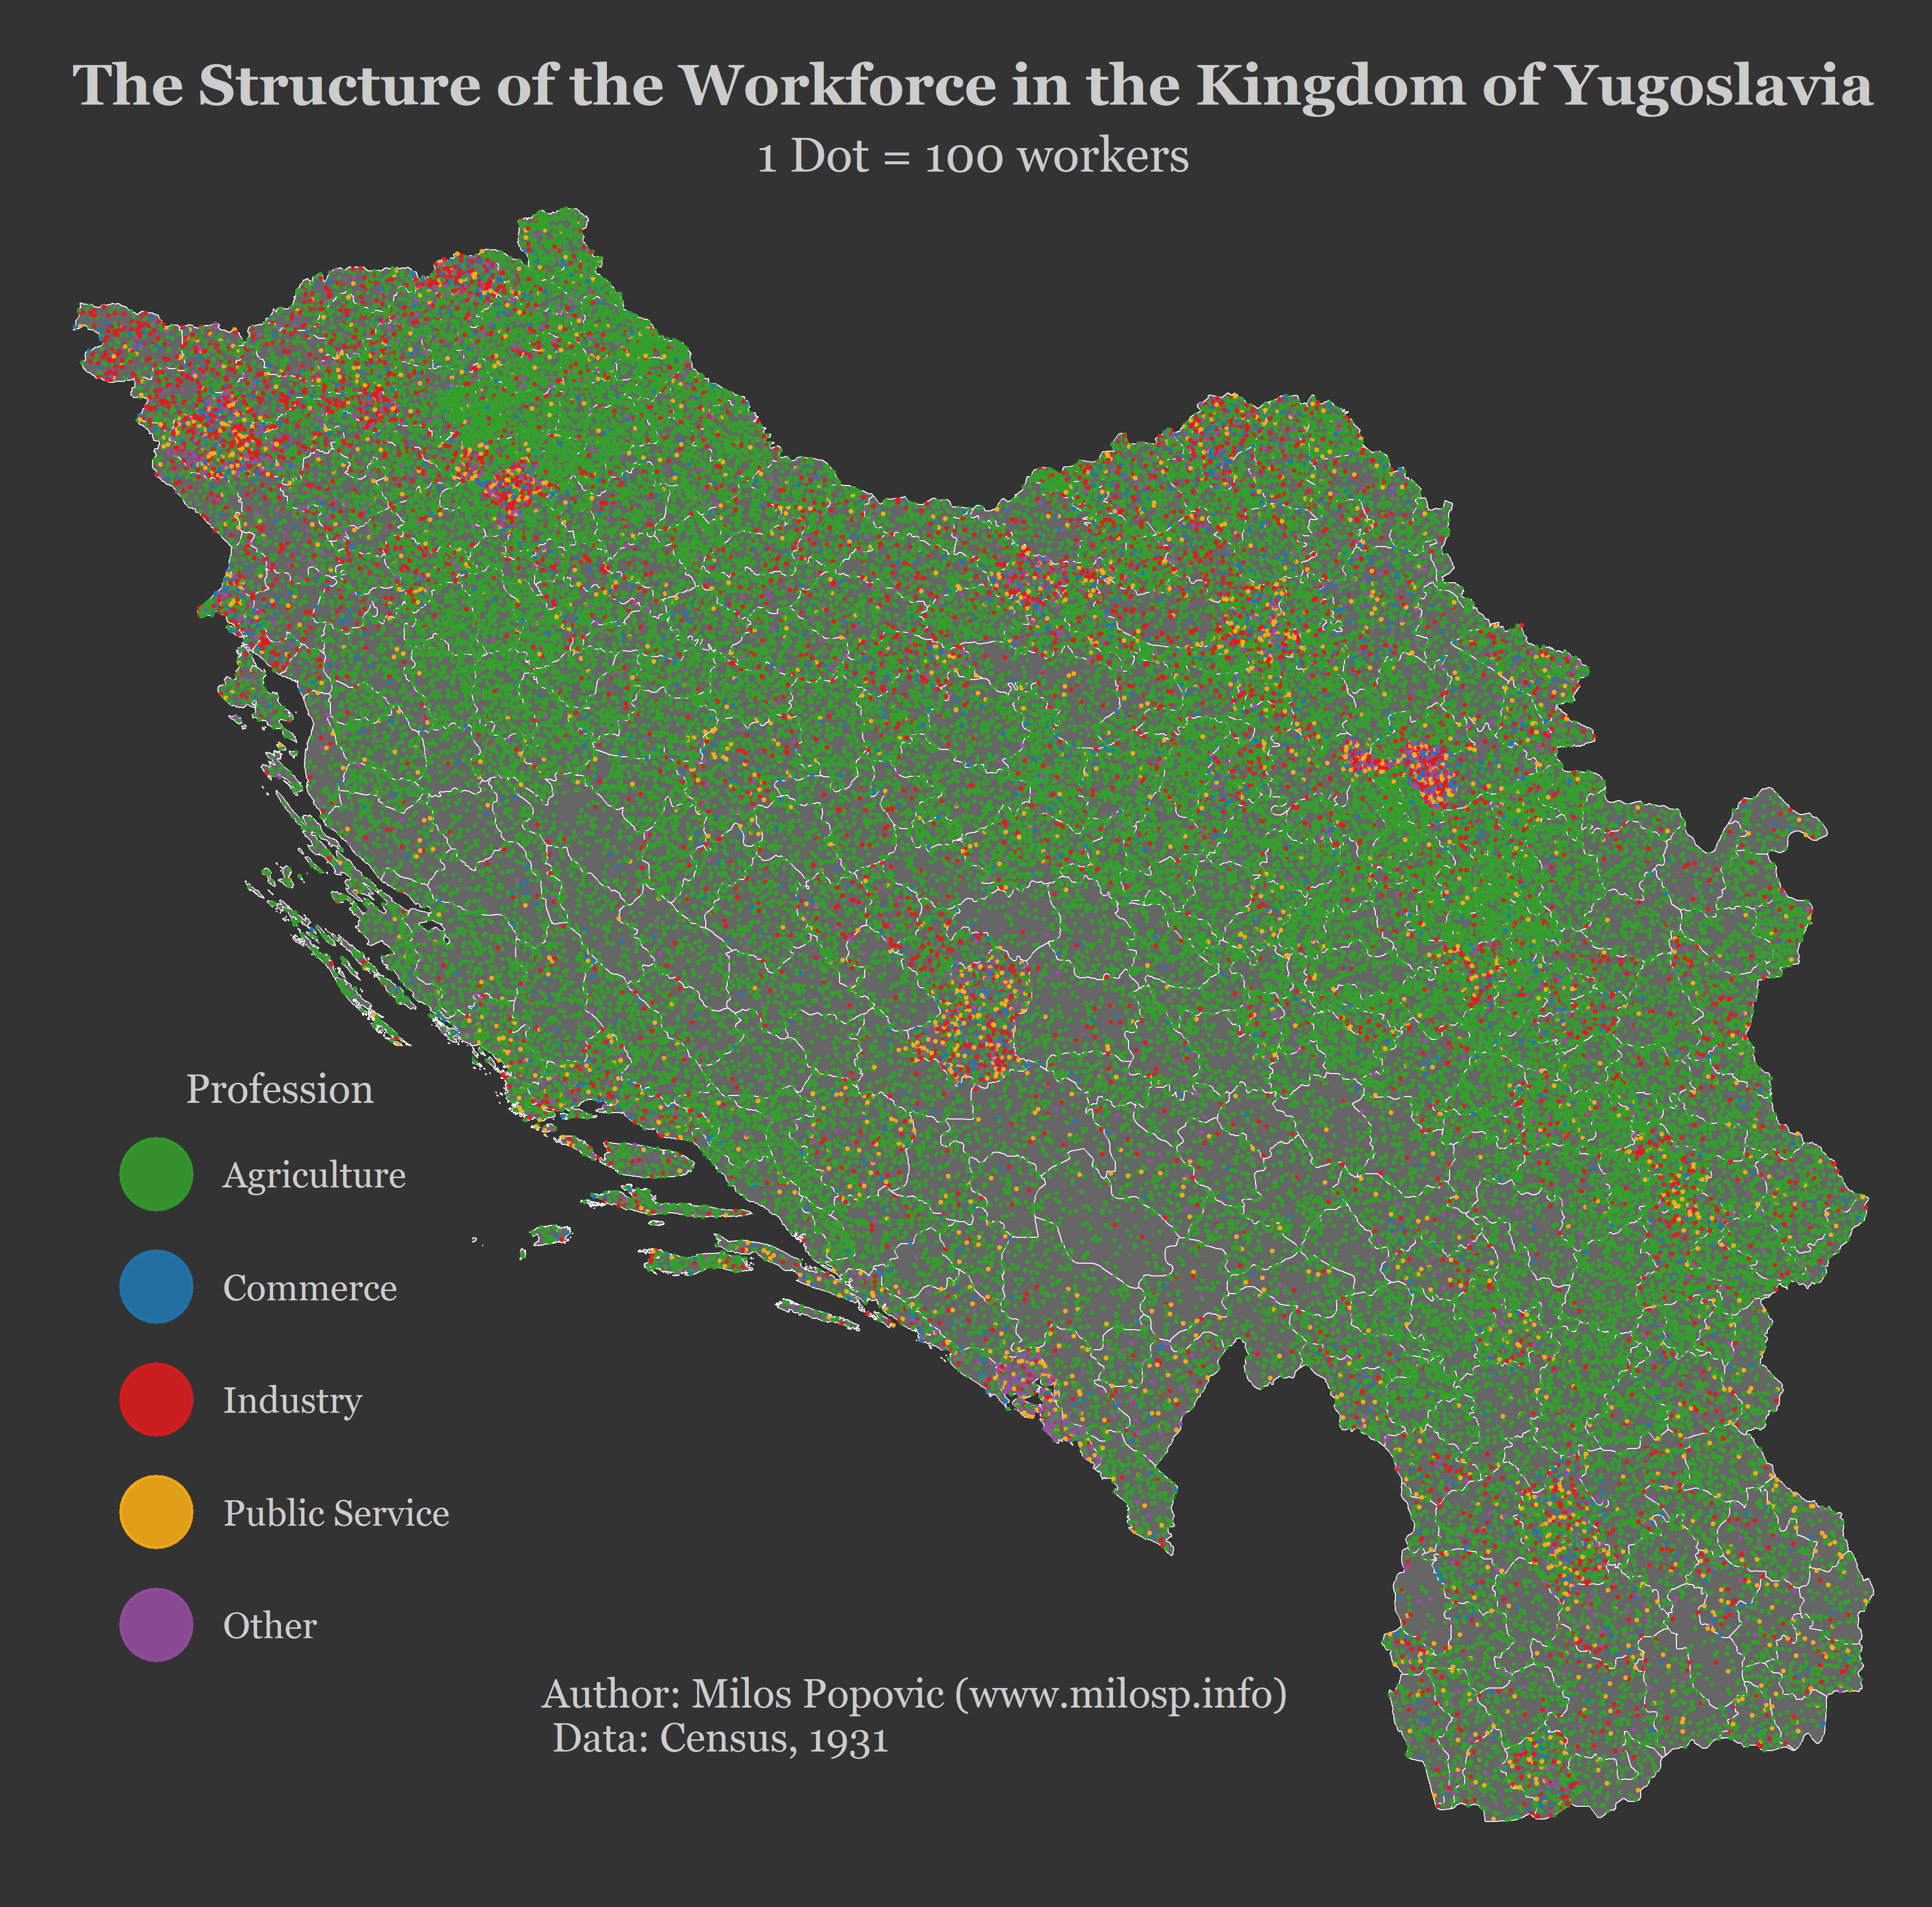 The Structure of the Workforce in the Kingdom of Yugoslavia
1 Dot = 100 workers
Profession
Agriculture
Commerce
Industry
Public Service
Other
Author: Milos Popovic (www.milosp.info)
Data: Census, 1931